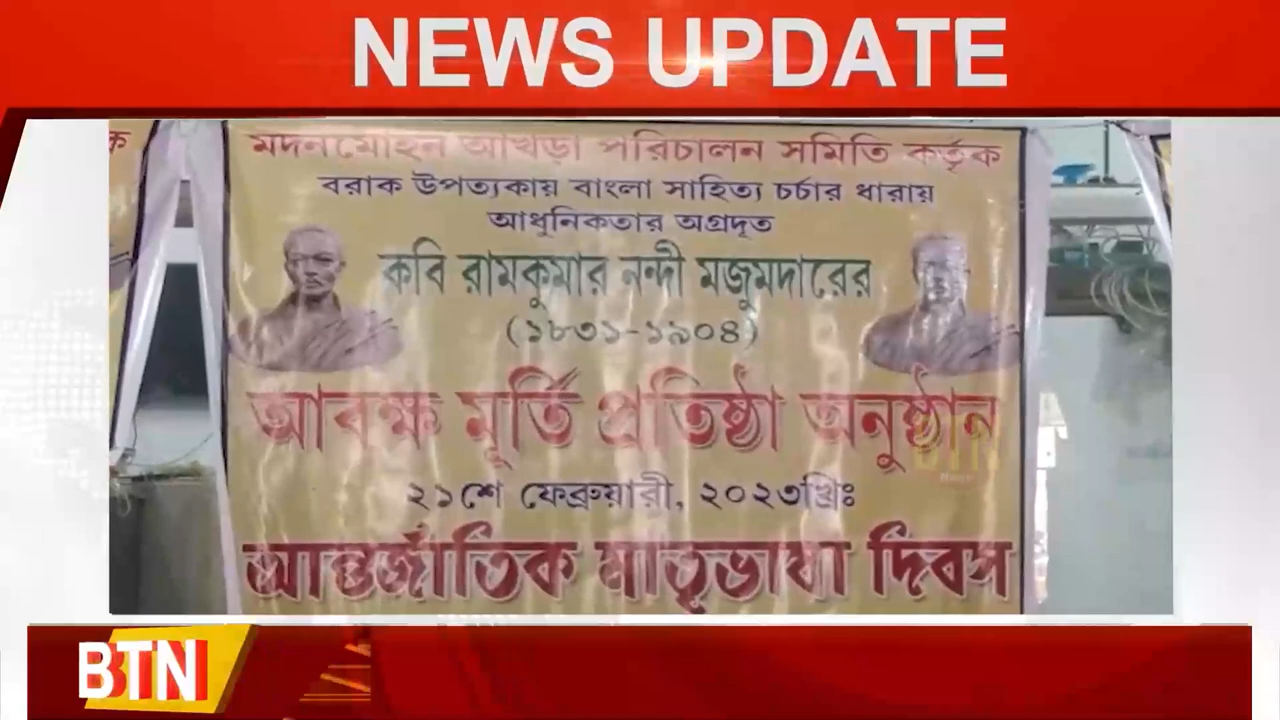 NEWS UPDATE
ক
মদনমোহন আখড়া পরিচালন সমিতি কর্তৃক
বরাক উপত্যকায় বাংলা সাহিত্য চর্চার ধারায়
আধুনিকতার অগ্রদূত
কবি রামকুমার নন্দী মজুমদারের
(১৮৩১-১৯০৪)
আবক্ষ মূর্তি প্রতিষ্ঠা অনুষ্ঠান
BTN
২১শে ফেব্রুয়ারী, ২০২৩খ্রিঃ
আন্তর্জাতিক মাতৃভাষা দিবস
BTN